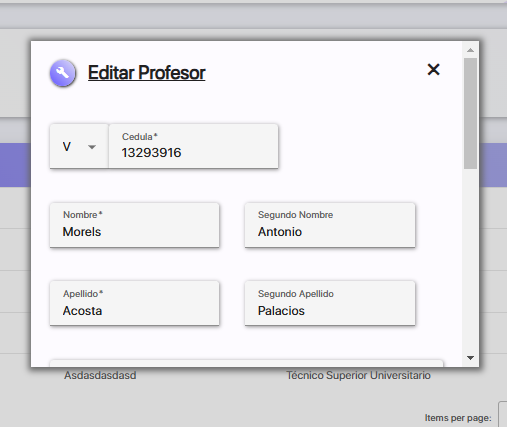 Editar Profesor
V
Cedula*
13293916
Nombre*
Morels
Segundo Nombre
Antonio
Apellido*
Acosta
Segundo Apellido
Palacios
Asdasdasdasd
Técnico Superior Universitario
Items per page: